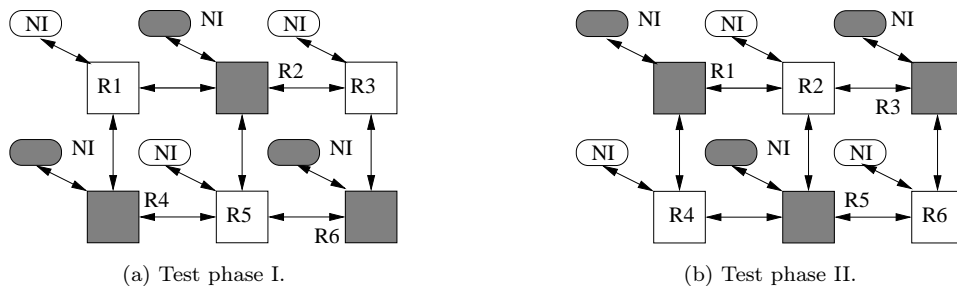 NI NI NI NI NI NI
R2 R1
R1 R3 R2
R3
NI NI NI NI NI NI
R4 R5
R5 R4 R6
R6
(a) Test phase I. (b) Test phase II.